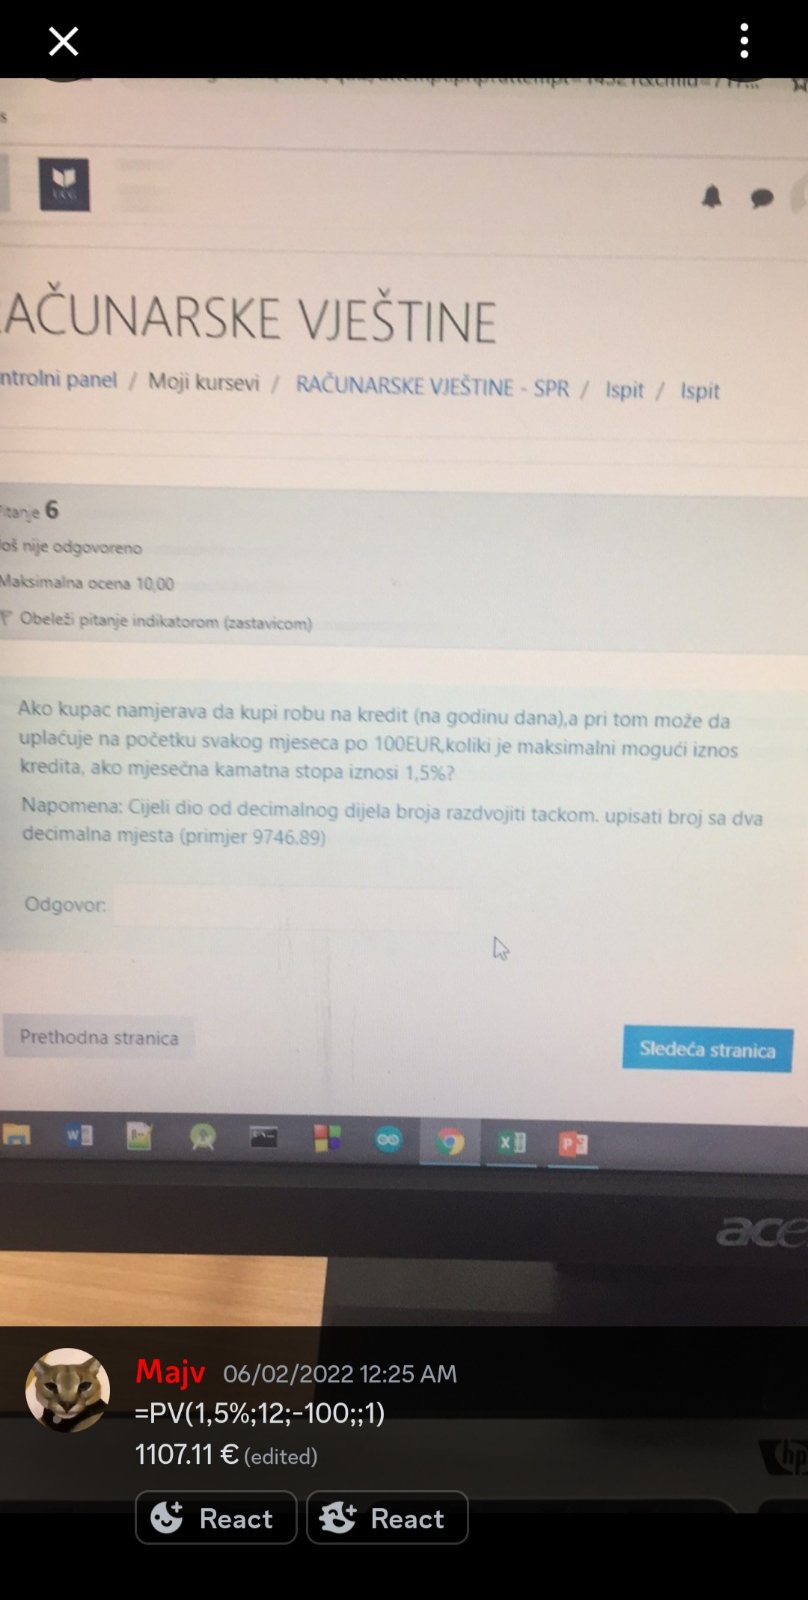 s
UCG
AČUNARSKE VJEŠTINE
ntrolni panel / Moji kursevi / RAČUNARSKE VJEŠTINE - SPR / Ispit / Ispit
itanje 6
oš nije odgovoreno
Maksimalna ocena 10,00
Obeleži pitanje indikatorom (zastavicom)
Ako kupac namjerava da kupi robu na kredit (na godinu dana),a pri tom može da
uplaćuje na početku svakog mjeseca po 100EUR,koliki je maksimalni mogući iznos
kredita, ako mjesečna kamatna stopa iznosi 1,5%?
Napomena: Cijeli dio od decimalnog dijela broja razdvojiti tackom. upisati broj sa dva
decimalna mjesta (primjer 9746.89)
Odgovor:
Prethodna stranica
Sledeća stranica
acer
Majv 06/02/2022 12:25 AM
=PV(1,5%;12;-100;;1)
1107.11 € (edited)
hp
React React